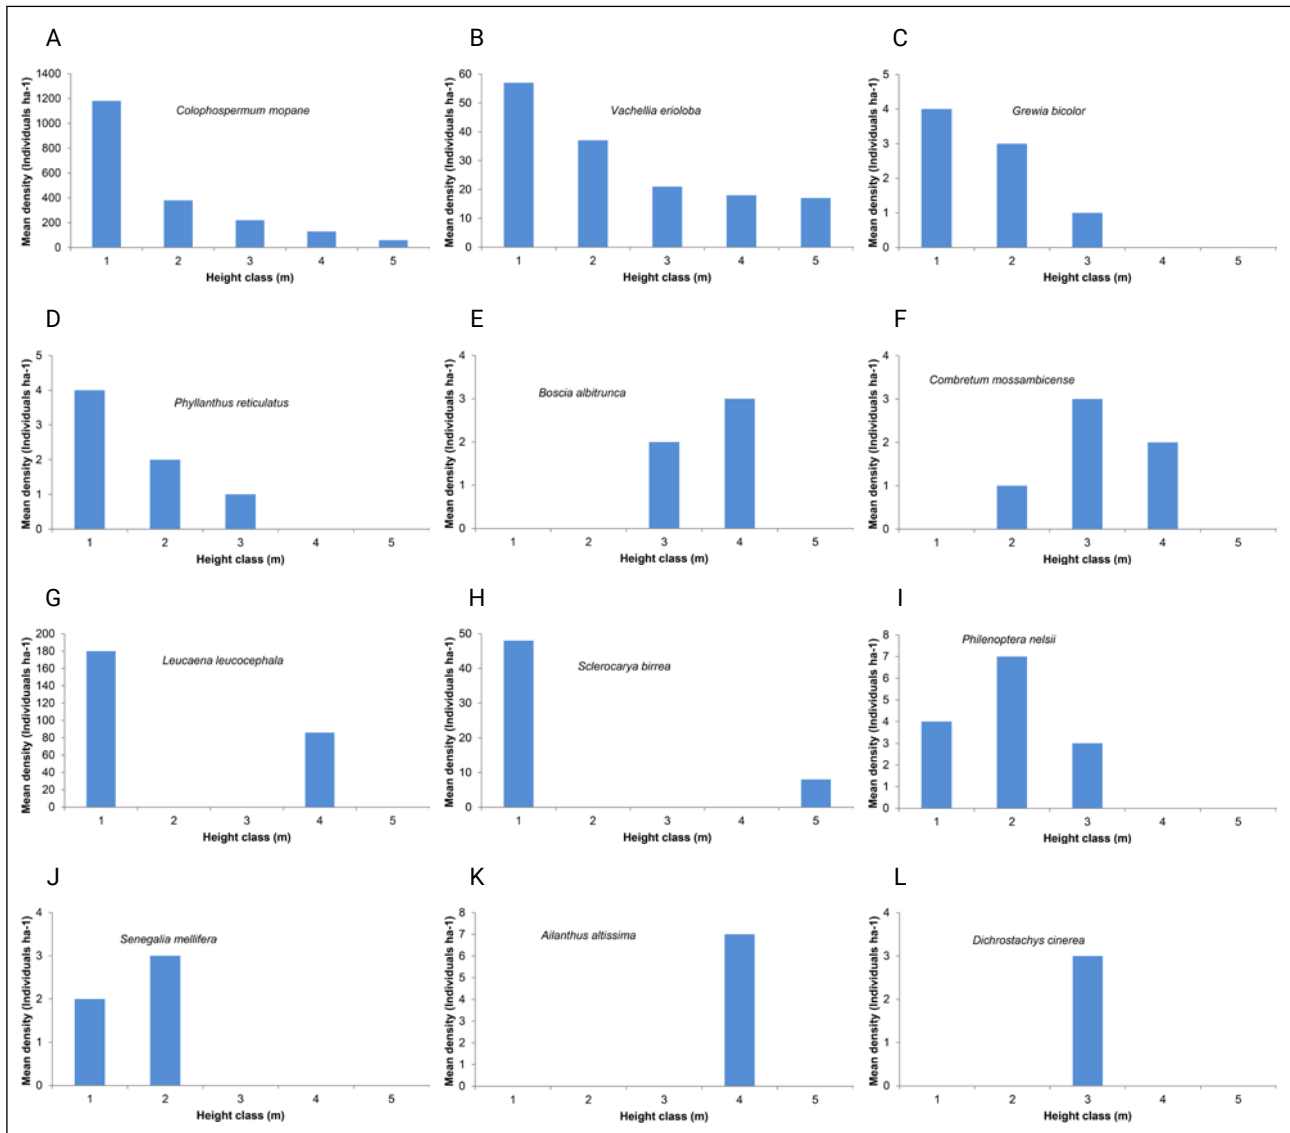 A
Mean density (Individuals ha-1)
1400
1200
1000
800
600
400
200
0
Colophospermum mopane
1 2 3 4 5
Height class (m)
B
Mean density (Individuals ha-1)
60
50
40
30
20
10
0
Vachellia erioloba
1 2 3 4 5
Height class (m)
C
Mean density (Individuals ha-1)
5
4
3
2
1
0
Grewia bicolor
1 2 3 4 5
Height class (m)
D
Mean density (Individuals ha-1)
5
4
3
2
1
0
Phyllanthus reticulatus
1 2 3 4 5
Height class (m)
E
Mean density (Individuals ha-1)
4
3
2
1
0
Boscia albitrunca
1 2 3 4 5
Height class (m)
F
Mean density (Individuals ha-1)
4
3
2
1
0
Combretum mossambicense
1 2 3 4 5
Height class (m)
G
Mean density (Individuaals ha-1)
200
180
160
140
120
100
80
60
40
20
0
Leucaena leucocephala
1 2 3 4 5
Height class (m)
H
Mean density (Individuals ha-1)
50
40
30
20
10
0
Sclerocarya birrea
1 2 3 4 5
Height class (m)
I
Mean density (Individuals ha-1)
8
7
6
5
4
3
2
1
0
Philenoptera nelsii
1 2 3 4 5
Height class (m)
J
Mean density (Individuals ha-1)
4
3
2
1
0
Senegalia mellifera
1 2 3 4 5
Height class (m)
K
Mean density (Individuals ha-1)
8
7
6
5
4
3
2
1
0
Ailanthus altissima
1 2 3 4 5
Height class (m)
L
Mean density (Individuals ha-1)
4
3
2
1
0
Dichrostachys cinerea
1 2 3 4 5
Height class (m)